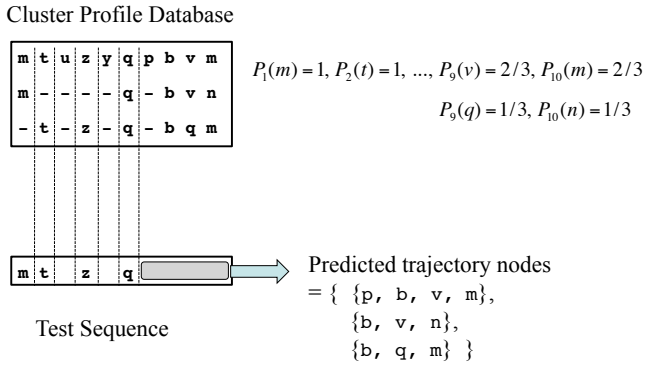 Cluster Profile Database
m t u z y q p b v m
m - - - - q - b v n
- t - z - q - b q m
P₁(m) = 1, P₂(t) = 1, ..., P₉(v) = 2/3, P₁₀(m) = 2/3
P₉(q) = 1/3, P₁₀(n) = 1/3
m t z q
Test Sequence
Predicted trajectory nodes
= { {p, b, v, m},
{b, v, n},
{b, q, m} }